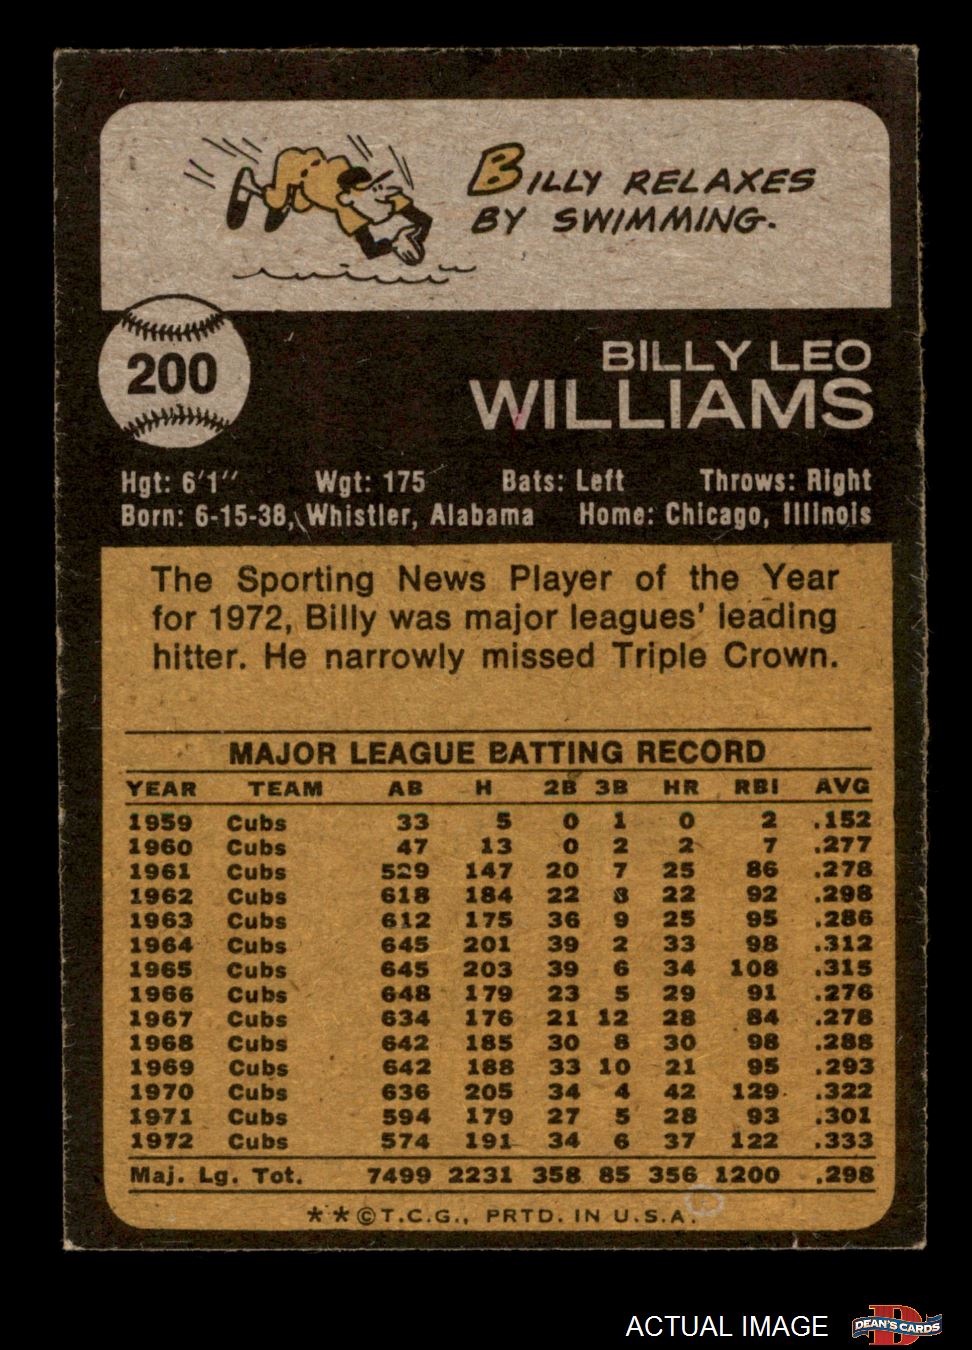 BILLY RELAXES
BY SWIMMING.
200
BILLY LEO
WILLIAMS
Hgt: 6'1" Wgt: 175 Bats: Left Throws: Right
Born: 6-15-38, Whistler, Alabama Home: Chicago, Illinois
The Sporting News Player of the Year
for 1972, Billy was major leagues' leading
hitter. He narrowly missed Triple Crown.
MAJOR LEAGUE BATTING RECORD
YEAR TEAM AB H 2B 3B HR RBI AVG
1959 Cubs 33 5 0 1 0 2 .152
1960 Cubs 47 13 0 2 2 7 .277
1961 Cubs 529 147 20 7 25 86 .278
1962 Cubs 618 184 22 8 22 92 .298
1963 Cubs 612 175 36 9 25 95 .286
1964 Cubs 645 201 39 2 33 98 .312
1965 Cubs 645 203 39 6 34 108 .315
1966 Cubs 648 179 23 5 29 91 .276
1967 Cubs 634 176 21 12 28 84 .278
1968 Cubs 642 185 30 8 30 98 .288
1969 Cubs 642 188 33 10 21 95 .293
1970 Cubs 636 205 34 4 42 129 .322
1971 Cubs 594 179 27 5 28 93 .301
1972 Cubs 574 191 34 6 37 122 .333
Maj. Lg. Tot. 7499 2231 358 85 356 1200 .298
**©T.C.G., PRTD. IN U.S.A.
ACTUAL IMAGE
D
DEAN'S CARDS